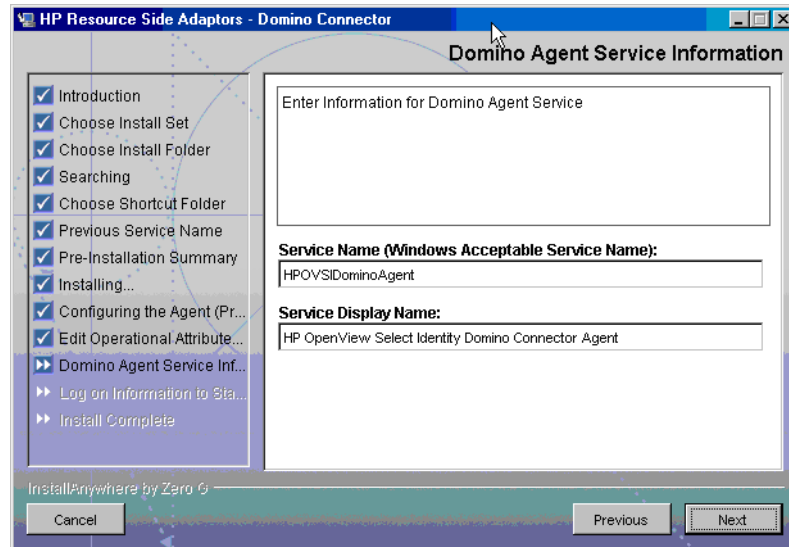 HP Resource Side Adaptors - Domino Connector
Domino Agent Service Information
Introduction
Choose Install Set
Choose Install Folder
Searching
Choose Shortcut Folder
Previous Service Name
Pre-Installation Summary
Installing...
Configuring the Agent (Pr...
Edit Operational Attribute...
Domino Agent Service Inf...
Log on Information to Sta...
Install Complete
Enter Information for Domino Agent Service
Service Name (Windows Acceptable Service Name):
HPOVSIDominoAgent
Service Display Name:
HP OpenView Select Identity Domino Connector Agent
InstallAnywhere by Zero G
Cancel
Previous
Next